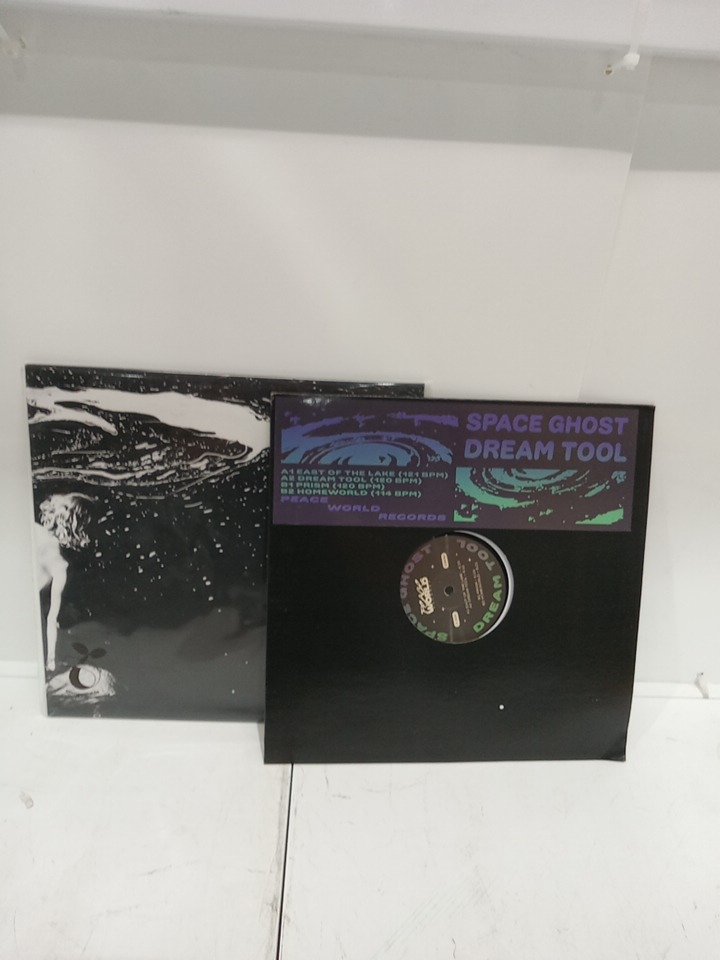 SPACE GHOST
DREAM TOOL
A1 EAST OF THE LAKE (121 BPM)
A2 DREAM TOOL (120 BPM)
B1 PRISM (120 BPM)
B2 HOMEWORLD (114 BPM)
PEACE
WORLD
RECORDS
SPACE GHOST
DREAM TOOL